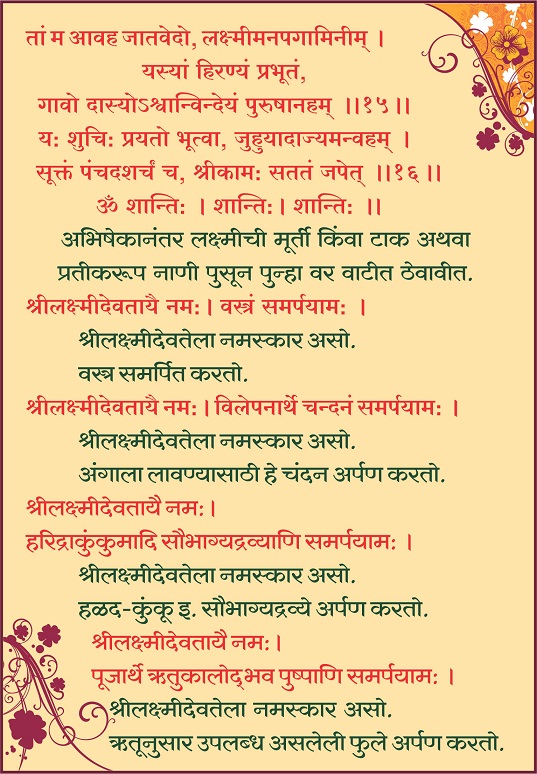 तां म आवह जातवेदो, लक्ष्मीमनपगामिनीम् ।
यस्यां हिरण्यं प्रभूतं,
गावो दास्योऽश्वान्विन्देयं पुरुषानहम् ।।१५।।
य: शुचि: प्रयतो भूत्वा, जुहुयादाज्यमन्वहम् ।
सूक्तं पंचदशर्चं च, श्रीकाम: सततं जपेत् ।।१६।।
ॐ शान्ति: । शान्ति:। शान्ति: ।।
अभिषेकानंतर लक्ष्मीची मूर्ती किंवा टाक अथवा
प्रतीकरूप नाणी पुसून पुन्हा वर वाटीत ठेवावीत.
श्रीलक्ष्मीदेवतायै नम:। वस्त्रं समर्पयाम: ।
श्रीलक्ष्मीदेवतेला नमस्कार असो.
वस्त्र समर्पित करतो.
श्रीलक्ष्मीदेवतायै नम:। विलेपनार्थे चन्दनं समर्पयाम: ।
श्रीलक्ष्मीदेवतेला नमस्कार असो.
अंगाला लावण्यासाठी हे चंदन अर्पण करतो.
श्रीलक्ष्मीदेवतायै नम:।
हरिद्राकुंकुमादि सौभाग्यद्रव्याणि समर्पयाम: ।
श्रीलक्ष्मीदेवतेला नमस्कार असो.
हळद-कुंकू इ. सौभाग्यद्रव्ये अर्पण करतो.
श्रीलक्ष्मीदेवतायै नम:।
पूजार्थे ऋतुकालोद्भव पुष्पाणि समर्पयाम: ।
श्रीलक्ष्मीदेवतेला नमस्कार असो.
ऋतूनुसार उपलब्ध असलेली फुले अर्पण करतो.